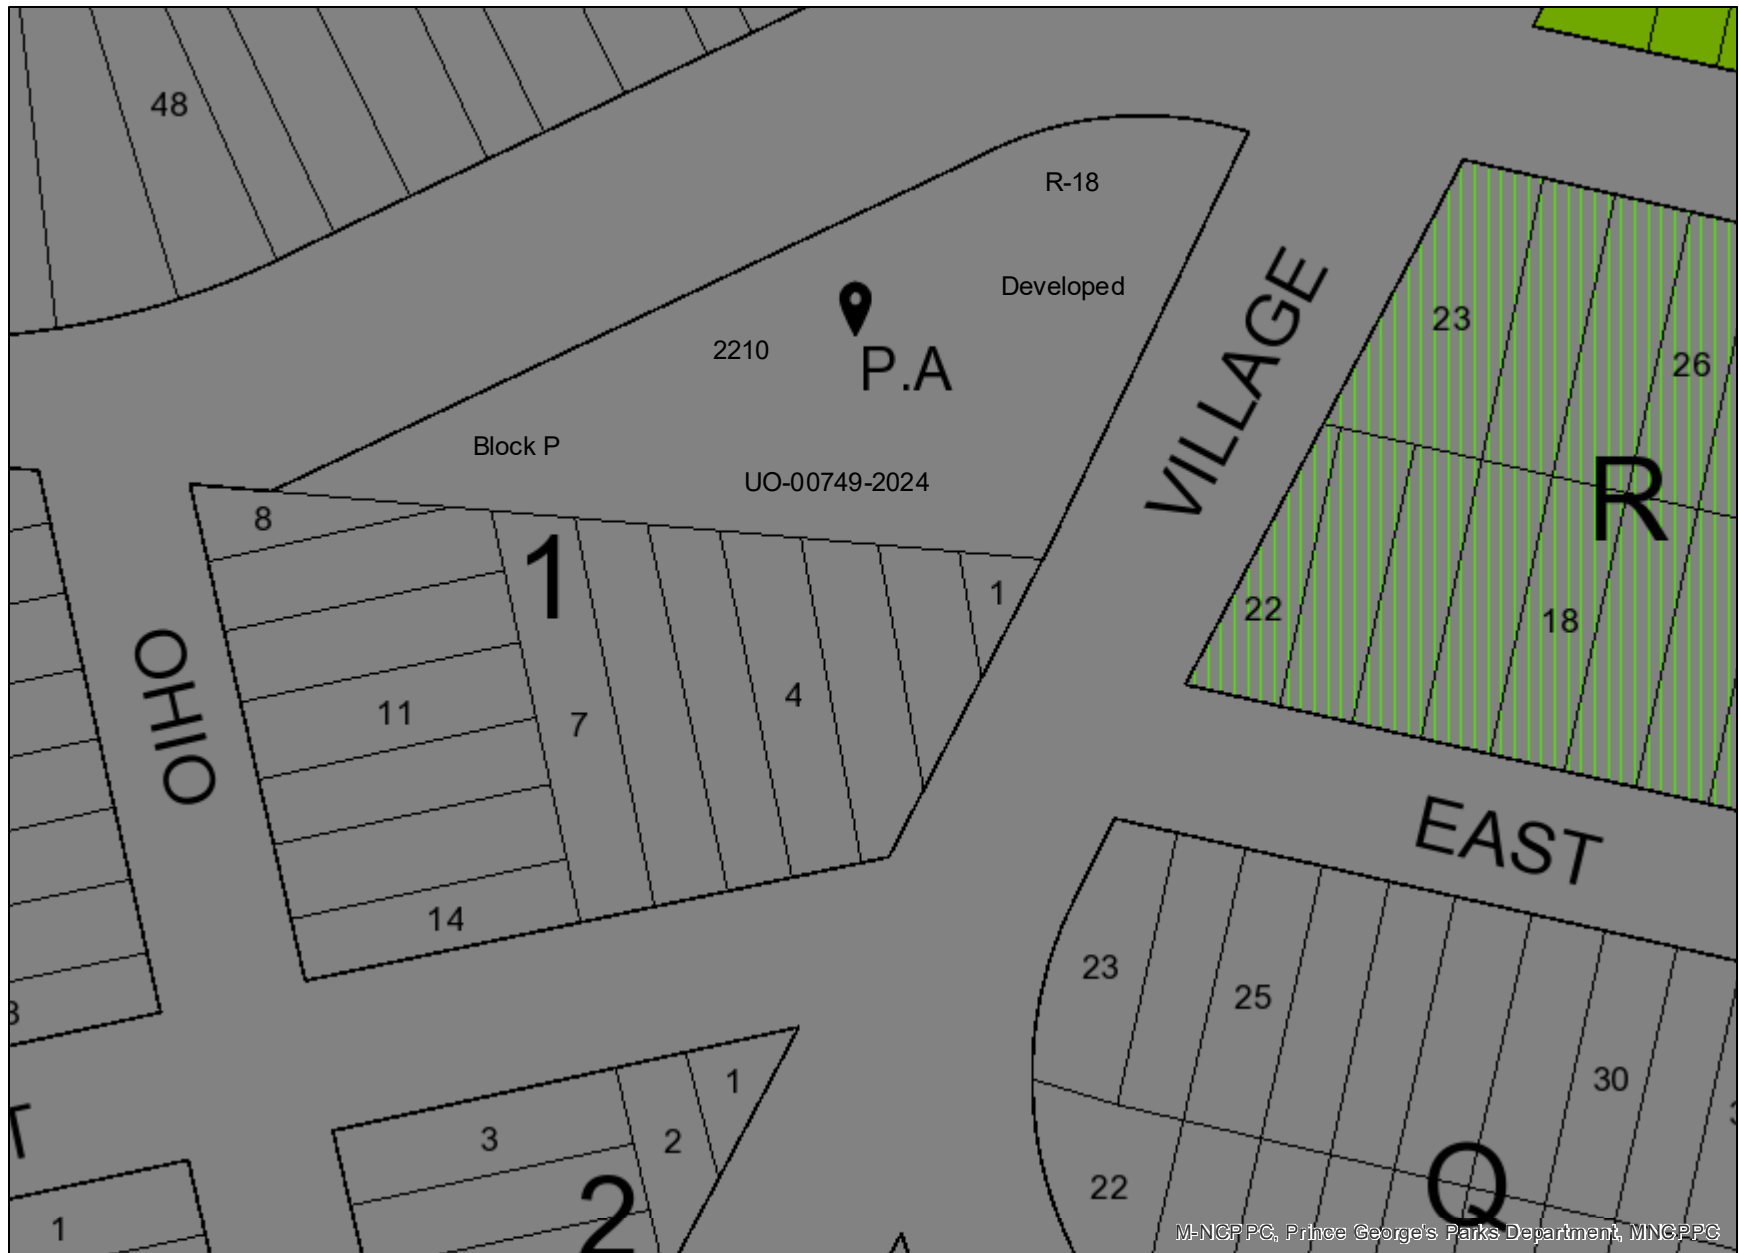 48
R-18
Developed
2210
P.A
Block P
UO-00749-2024
VILLAGE
23
26
R
22
18
8
1
1
OHIO
11
7
4
14
EAST
23
25
30
3
2
1
2
22
Q
1
M-NCPPC, Prince George's Parks Department, MNCPPC